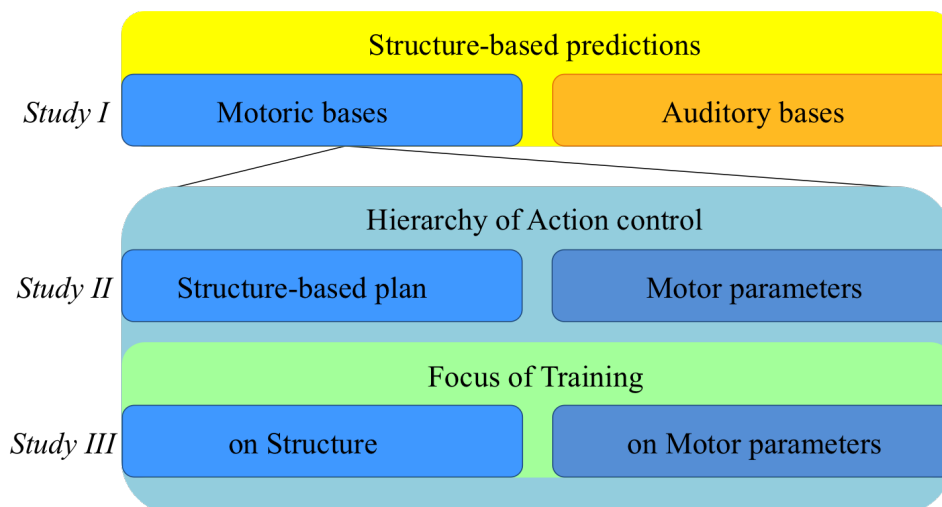 Structure-based predictions
Study I
Motoric bases
Auditory bases
Hierarchy of Action control
Study II
Structure-based plan
Motor parameters
Focus of Training
Study III
on Structure
on Motor parameters